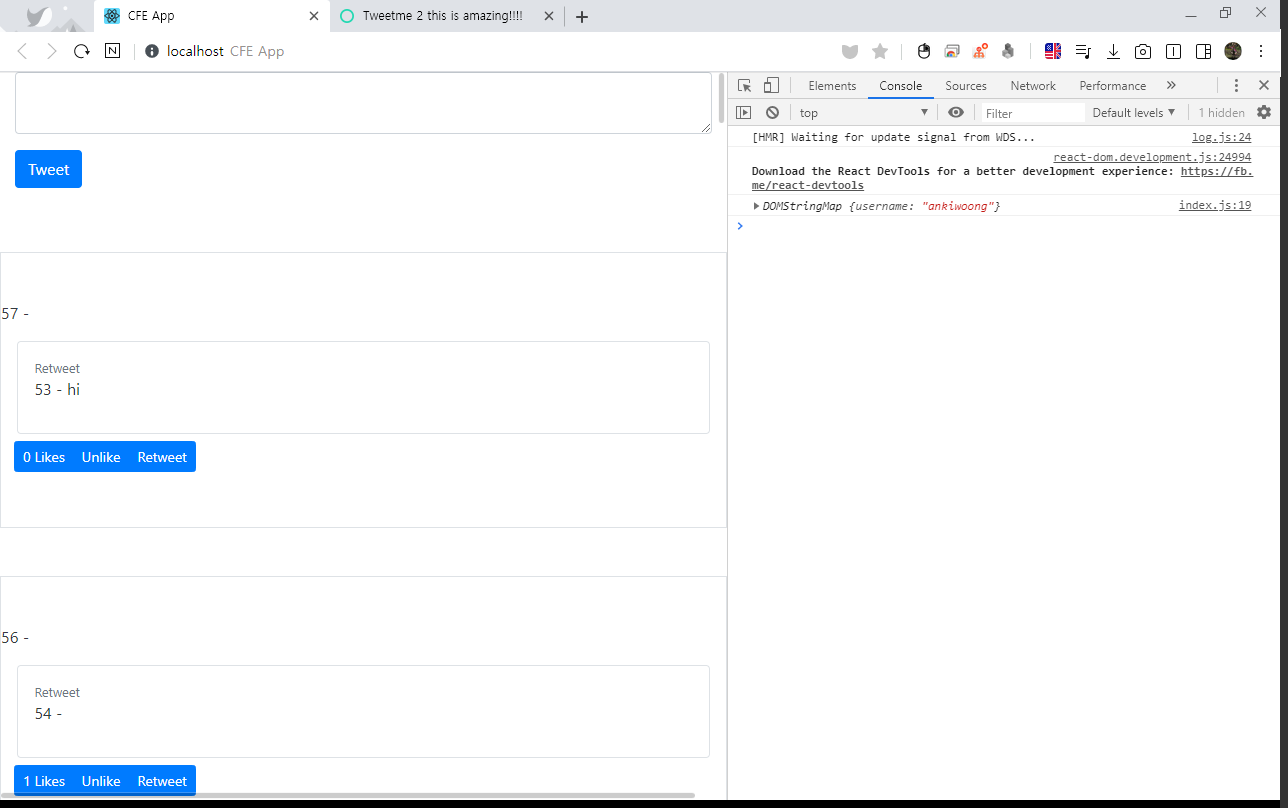 CFE App
Tweetme 2 this is amazing!!!!
N
localhost CFE App
Tweet
57 -
Retweet
53 - hi
0 Likes Unlike Retweet
56 -
Retweet
54 -
1 Likes Unlike Retweet
Elements Console Sources Network Performance »
top Filter Default levels 1 hidden
[HMR] Waiting for update signal from WDS... log.js:24
react-dom.development.js:24994
Download the React DevTools for a better development experience: https://fb.
me/react-devtools
DOMStringMap {username: "ankiwoong"} index.js:19
>